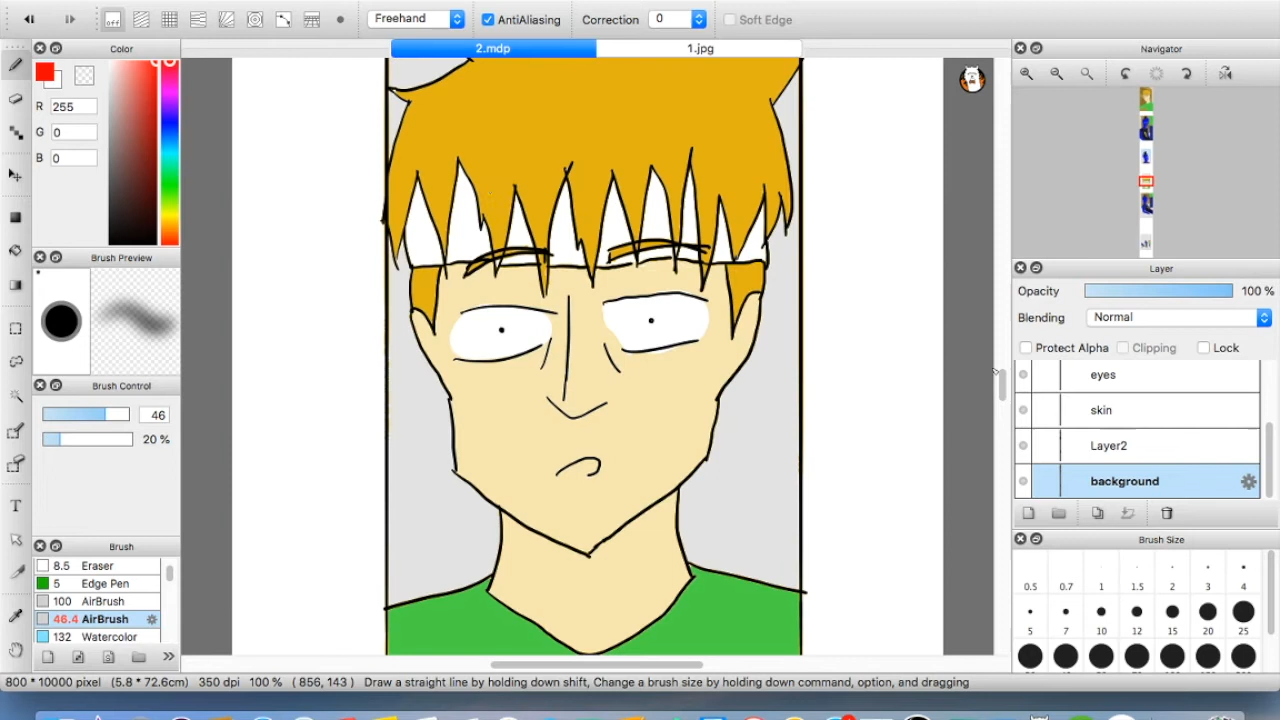 off
Freehand
AntiAliasing
Correction
0
Soft Edge
2.mdp
1.jpg
Color
R
255
G
0
B
0
Brush Preview
Brush Control
46
20 %
Brush
8.5 Eraser
5 Edge Pen
100 AirBrush
46.4 AirBrush
132 Watercolor
Navigator
Layer
Opacity
100 %
Blending
Normal
Protect Alpha
Clipping
Lock
eyes
skin
Layer2
background
Brush Size
0.5 0.7 1 1.5 2 3 4
5 7 10 12 15 20 25
800 * 10000 pixel (5.8 * 72.6cm) 350 dpi 100 % ( 856, 143 ) Draw a straight line by holding down shift, Change a brush size by holding down command, option, and dragging